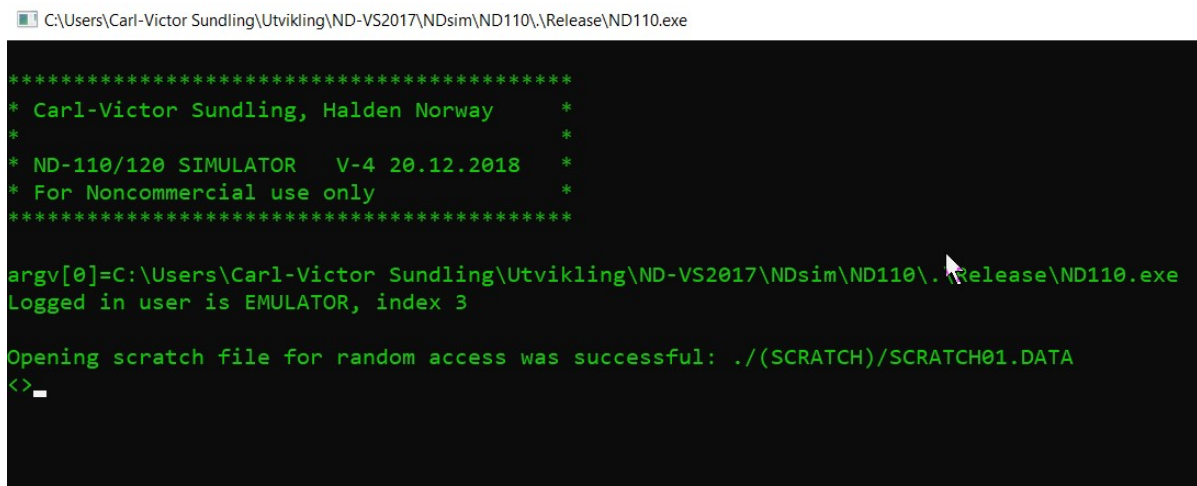 C:\Users\Carl-Victor Sundling\Utvikling\ND-VS2017\NDsim\ND110\.\Release\ND110.exe
*******************************************
* Carl-Victor Sundling, Halden Norway     *
*                                         *
* ND-110/120 SIMULATOR   V-4 20.12.2018   *
* For Noncommercial use only              *
*******************************************
argv[0]=C:\Users\Carl-Victor Sundling\Utvikling\ND-VS2017\NDsim\ND110\.\Release\ND110.exe
Logged in user is EMULATOR, index 3
Opening scratch file for random access was successful: ./(SCRATCH)/SCRATCH01.DATA
<>_